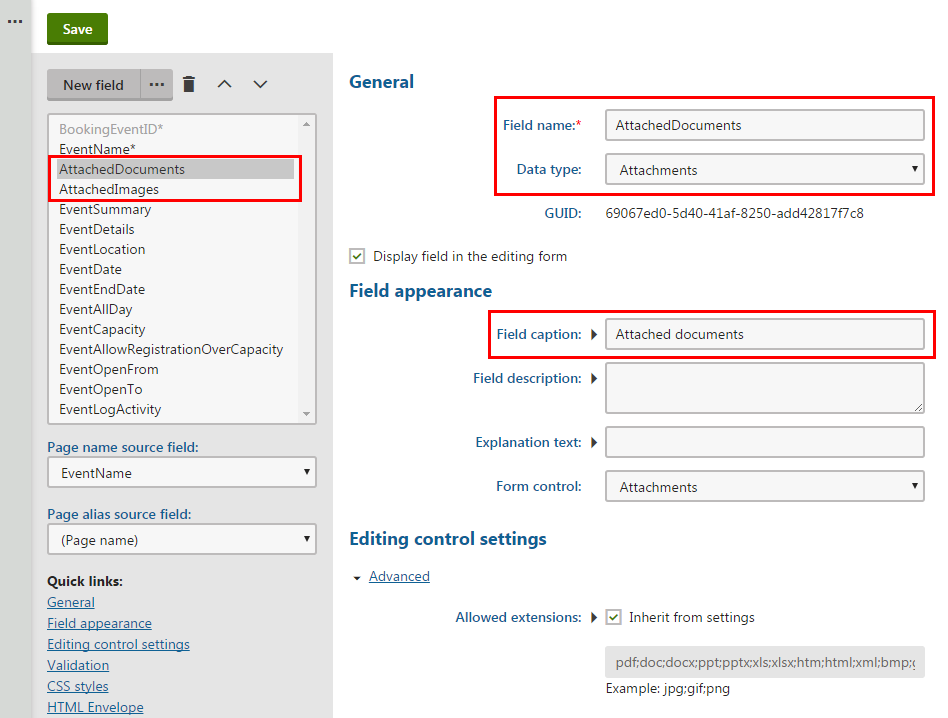 ...
Save
New field ...
BookingEventID*
EventName*
AttachedDocuments
AttachedImages
EventSummary
EventDetails
EventLocation
EventDate
EventEndDate
EventAllDay
EventCapacity
EventAllowRegistrationOverCapacity
EventOpenFrom
EventOpenTo
EventLogActivity
Page name source field:
EventName
Page alias source field:
(Page name)
Quick links:
General
Field appearance
Editing control settings
Validation
CSS styles
HTML Envelope
General
Field name:* AttachedDocuments
Data type: Attachments
GUID: 69067ed0-5d40-41af-8250-add42817f7c8
Display field in the editing form
Field appearance
Field caption: Attached documents
Field description:
Explanation text:
Form control: Attachments
Editing control settings
Advanced
Allowed extensions: Inherit from settings
pdf;doc;docx;ppt;pptx;xls;xlsx;htm;html;xml;bmp;
Example: jpg;gif;png